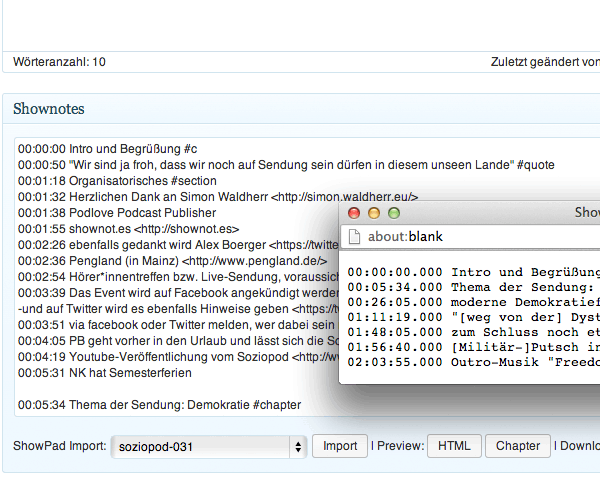 Wörteranzahl: 10
Zuletzt geändert von
Shownotes
00:00:00 Intro und Begrüßung #c
00:00:50 "Wir sind ja froh, dass wir noch auf Sendung sein dürfen in diesem unseen Lande" #quote
00:01:18 Organisatorisches #section
00:01:32 Herzlichen Dank an Simon Waldherr <http://simon.waldherr.eu/>
00:01:38 Podlove Podcast Publisher
00:01:55 shownot.es <http://shownot.es>
00:02:26 ebenfalls gedankt wird Alex Boerger <https://twitte
00:02:36 Pengland (in Mainz) <http://www.pengland.de/>
00:02:54 Hörer*innentreffen bzw. Live-Sendung, voraussich
00:03:39 Das Event wird auf Facebook angekündigt werde
-und auf Twitter wird es ebenfalls Hinweise geben <https://t
00:03:51 via facebook oder Twitter melden, wer dabei sein
00:04:05 PB geht vorher in den Urlaub und lässt sich die So
00:04:19 Youtube-Veröffentlichung vom Soziopod <http://w
00:05:31 NK hat Semesterferien
00:05:34 Thema der Sendung: Demokratie #chapter
Show
about:blank
00:00:00.000 Intro und Begrüßung
00:05:34.000 Thema der Sendung:
00:26:05.000 moderne Demokratief
01:11:19.000 "[weg von der] Dyst
01:48:05.000 zum Schluss noch et
01:56:40.000 [Militär-]Putsch in
02:03:55.000 Outro-Musik "Freedo
ShowPad Import: soziopod-031 Import | Preview: HTML Chapter | Downlo